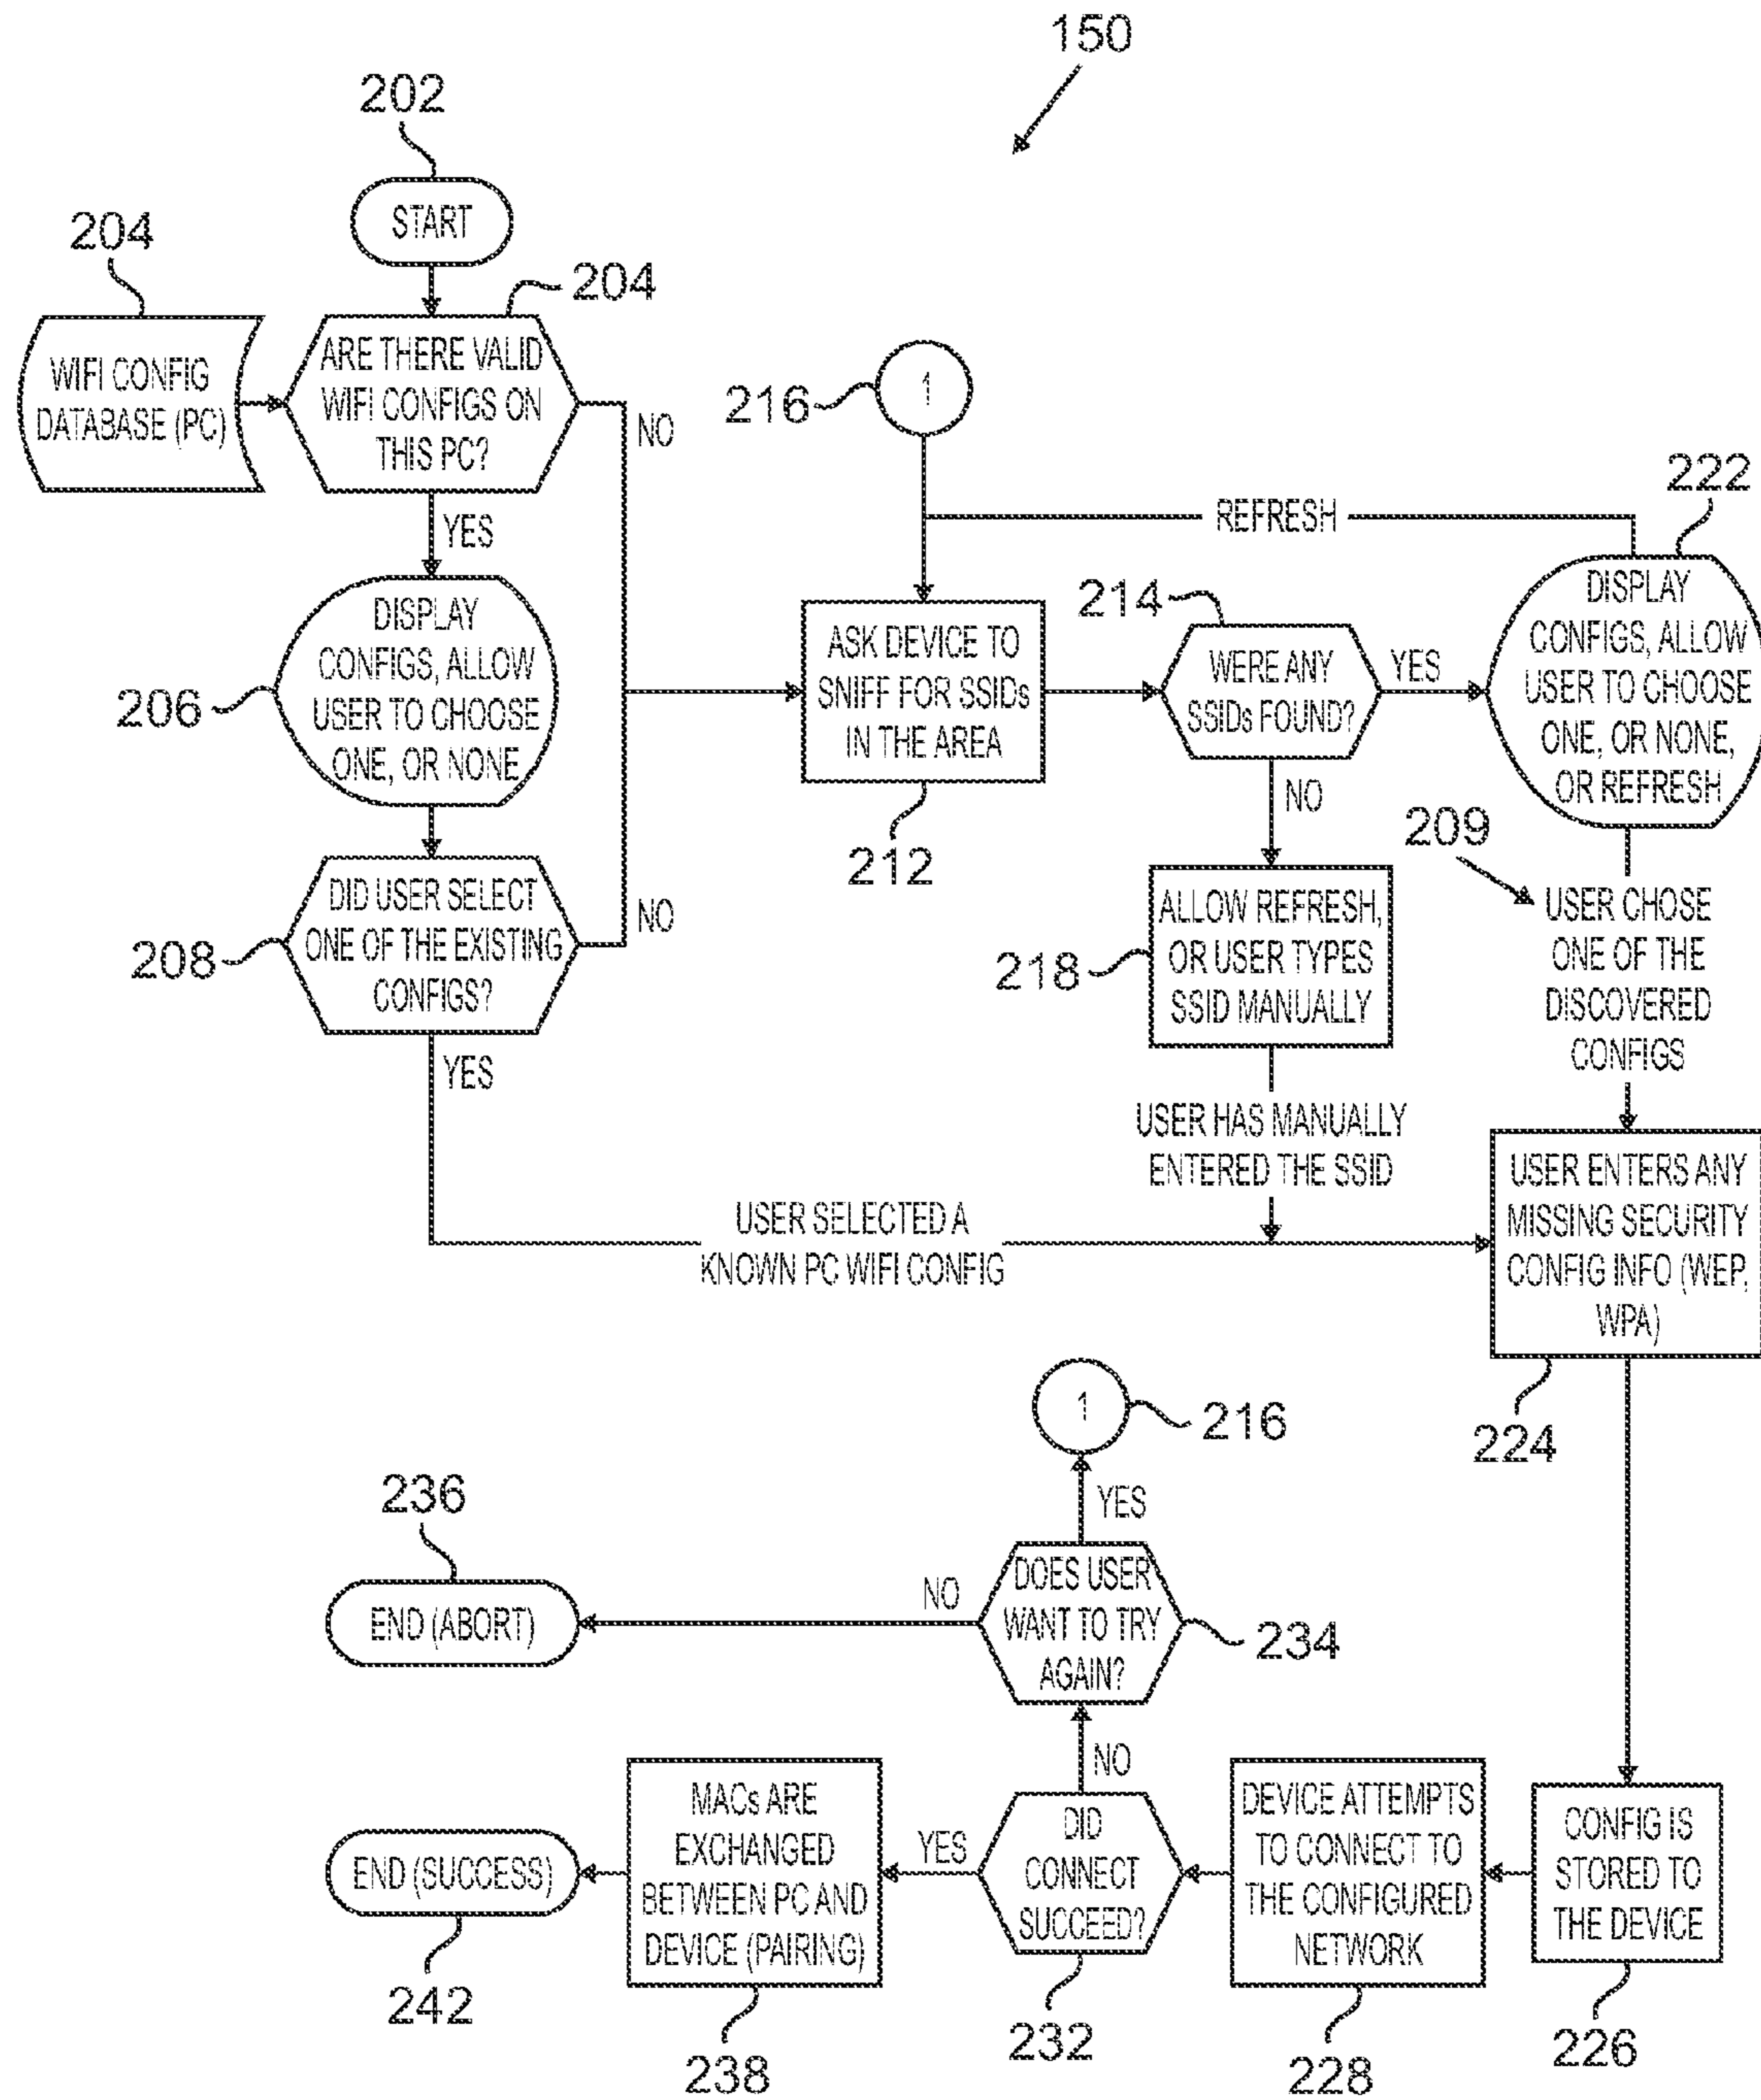 150
202
START
204
WIFI CONFIG
DATABASE (PC)
204
ARE THERE VALID
WIFI CONFIGS ON
THIS PC?
NO
YES
206
DISPLAY
CONFIGS, ALLOW
USER TO CHOOSE
ONE, OR NONE
208
DID USER SELECT
ONE OF THE EXISTING
CONFIGS?
NO
YES
216
1
REFRESH
ASK DEVICE TO
SNIFF FOR SSIDs
IN THE AREA
212
214
WERE ANY
SSIDs FOUND?
YES
NO
222
DISPLAY
CONFIGS, ALLOW
USER TO CHOOSE
ONE, OR NONE,
OR REFRESH
218
ALLOW REFRESH,
OR USER TYPES
SSID MANUALLY
209
USER CHOSE
ONE OF THE
DISCOVERED
CONFIGS
USER HAS MANUALLY
ENTERED THE SSID
USER SELECTED A
KNOWN PC WIFI CONFIG
USER ENTERS ANY
MISSING SECURITY
CONFIG INFO (WEP,
WPA)
224
1
216
YES
236
END (ABORT)
NO
DOES USER
WANT TO TRY
AGAIN?
234
NO
END (SUCCESS)
242
MACs ARE
EXCHANGED
BETWEEN PC AND
DEVICE (PAIRING)
238
YES
DID
CONNECT
SUCCEED?
232
DEVICE ATTEMPTS
TO CONNECT TO
THE CONFIGURED
NETWORK
228
CONFIG IS
STORED TO
THE DEVICE
226